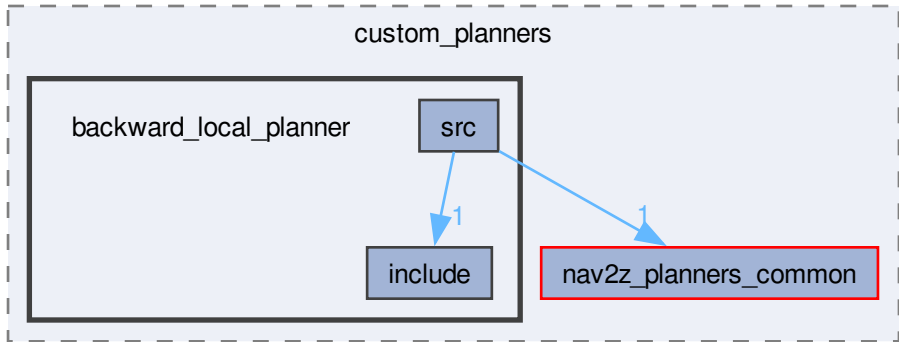 custom_planners
backward_local_planner
src
1
1
include
nav2z_planners_common